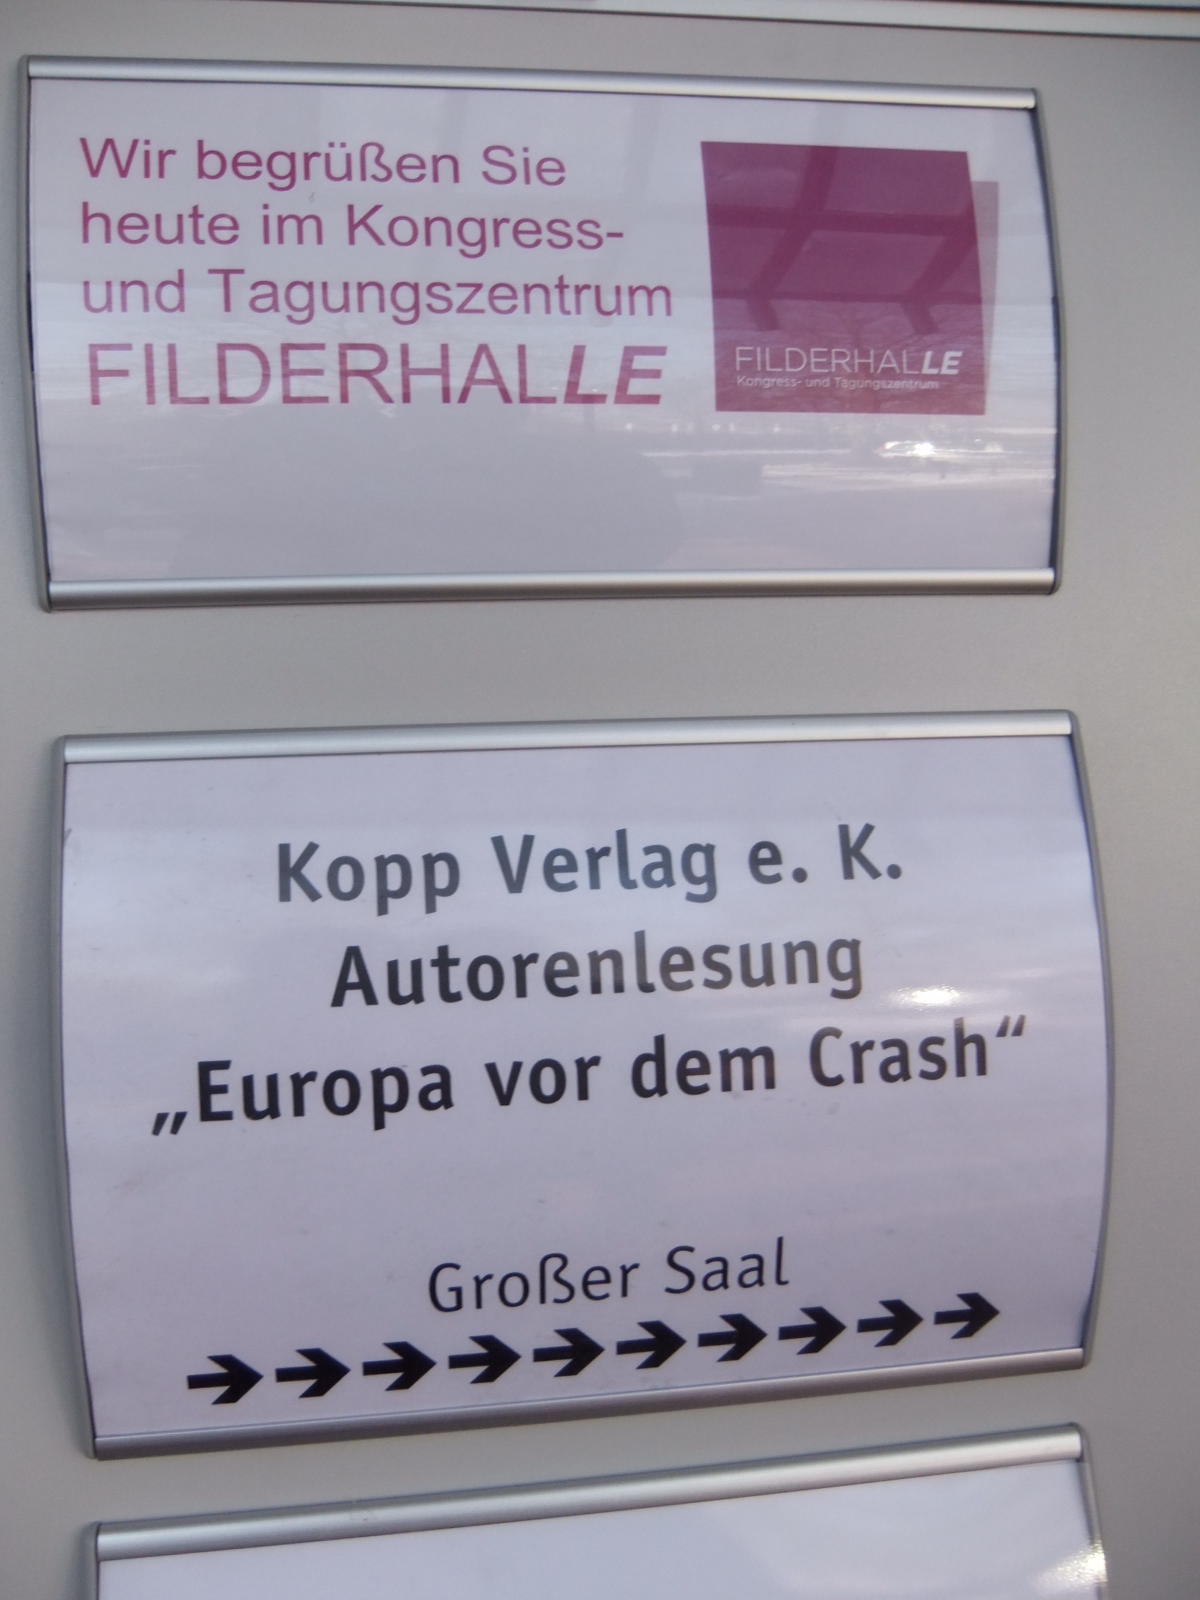 Wir begrüßen Sie
heute im Kongress-
und Tagungszentrum
FILDERHALLE
FILDERHALLE
Kongress- und Tagungszentrum
Kopp Verlag e. K.
Autorenlesung
„Europa vor dem Crash“
Großer Saal